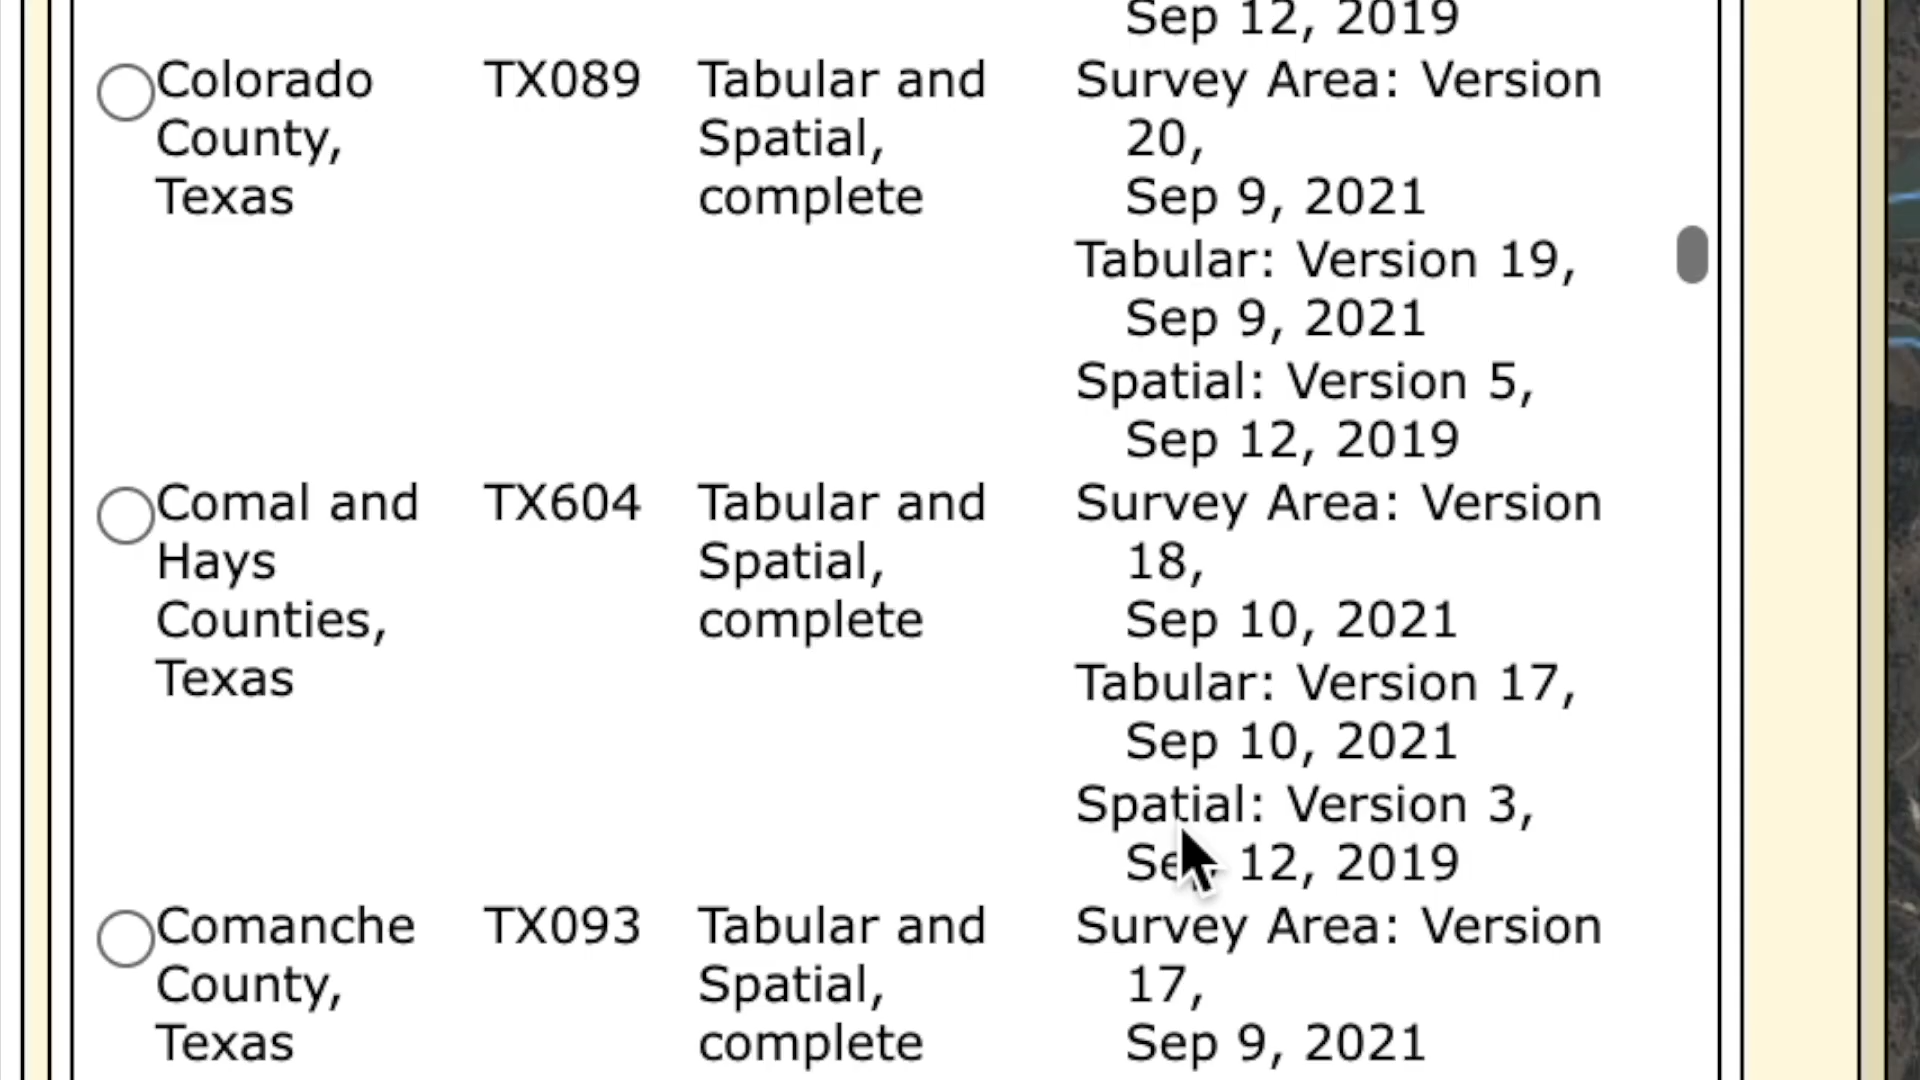 Sep 12, 2019
Colorado County, Texas
TX089
Tabular and Spatial, complete
Survey Area: Version 20,
Sep 9, 2021
Tabular: Version 19,
Sep 9, 2021
Spatial: Version 5,
Sep 12, 2019
Comal and Hays Counties, Texas
TX604
Tabular and Spatial, complete
Survey Area: Version 18,
Sep 10, 2021
Tabular: Version 17,
Sep 10, 2021
Spatial: Version 3,
12, 2019
Comanche County, Texas
TX093
Tabular and Spatial, complete
Survey Area: Version 17,
Sep 9, 2021